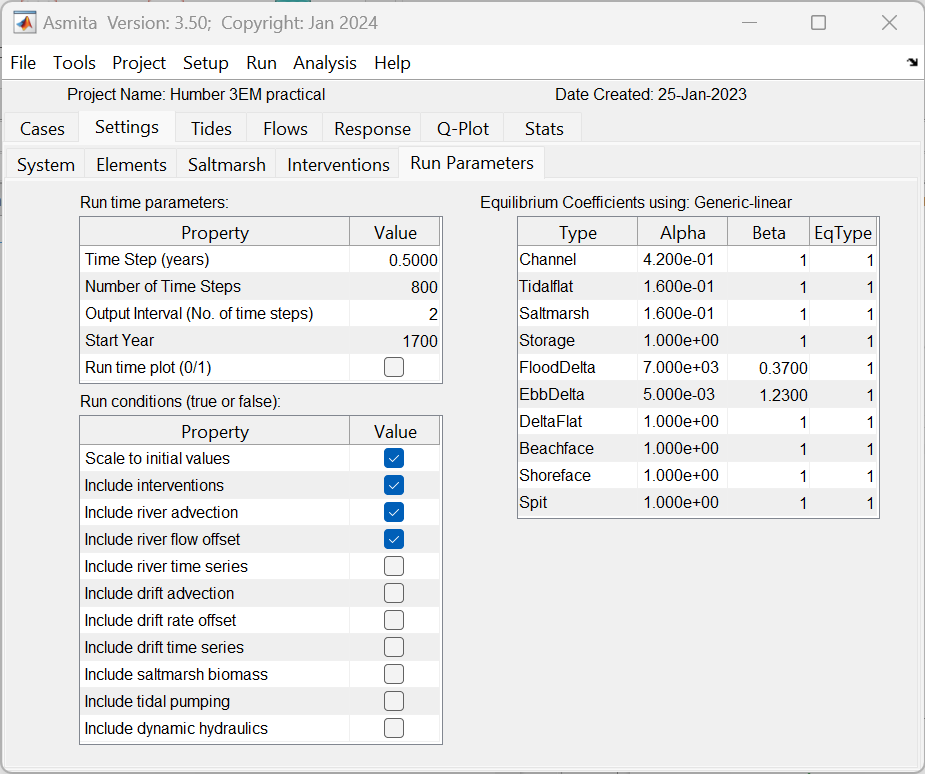 Asmita Version: 3.50; Copyright: Jan 2024
File Tools Project Setup Run Analysis Help
Project Name: Humber 3EM practical Date Created: 25-Jan-2023
Cases Settings Tides Flows Response Q-Plot Stats
System Elements Saltmarsh Interventions Run Parameters
Run time parameters:
Property Value
Time Step (years) 0.5000
Number of Time Steps 800
Output Interval (No. of time steps) 2
Start Year 1700
Run time plot (0/1)
Run conditions (true or false):
Property Value
Scale to initial values
Include interventions
Include river advection
Include river flow offset
Include river time series
Include drift advection
Include drift rate offset
Include drift time series
Include saltmarsh biomass
Include tidal pumping
Include dynamic hydraulics
Equilibrium Coefficients using: Generic-linear
Type Alpha Beta EqType
Channel 4.200e-01 1 1
Tidalflat 1.600e-01 1 1
Saltmarsh 1.600e-01 1 1
Storage 1.000e+00 1 1
FloodDelta 7.000e+03 0.3700 1
EbbDelta 5.000e-03 1.2300 1
DeltaFlat 1.000e+00 1 1
Beachface 1.000e+00 1 1
Shoreface 1.000e+00 1 1
Spit 1.000e+00 1 1